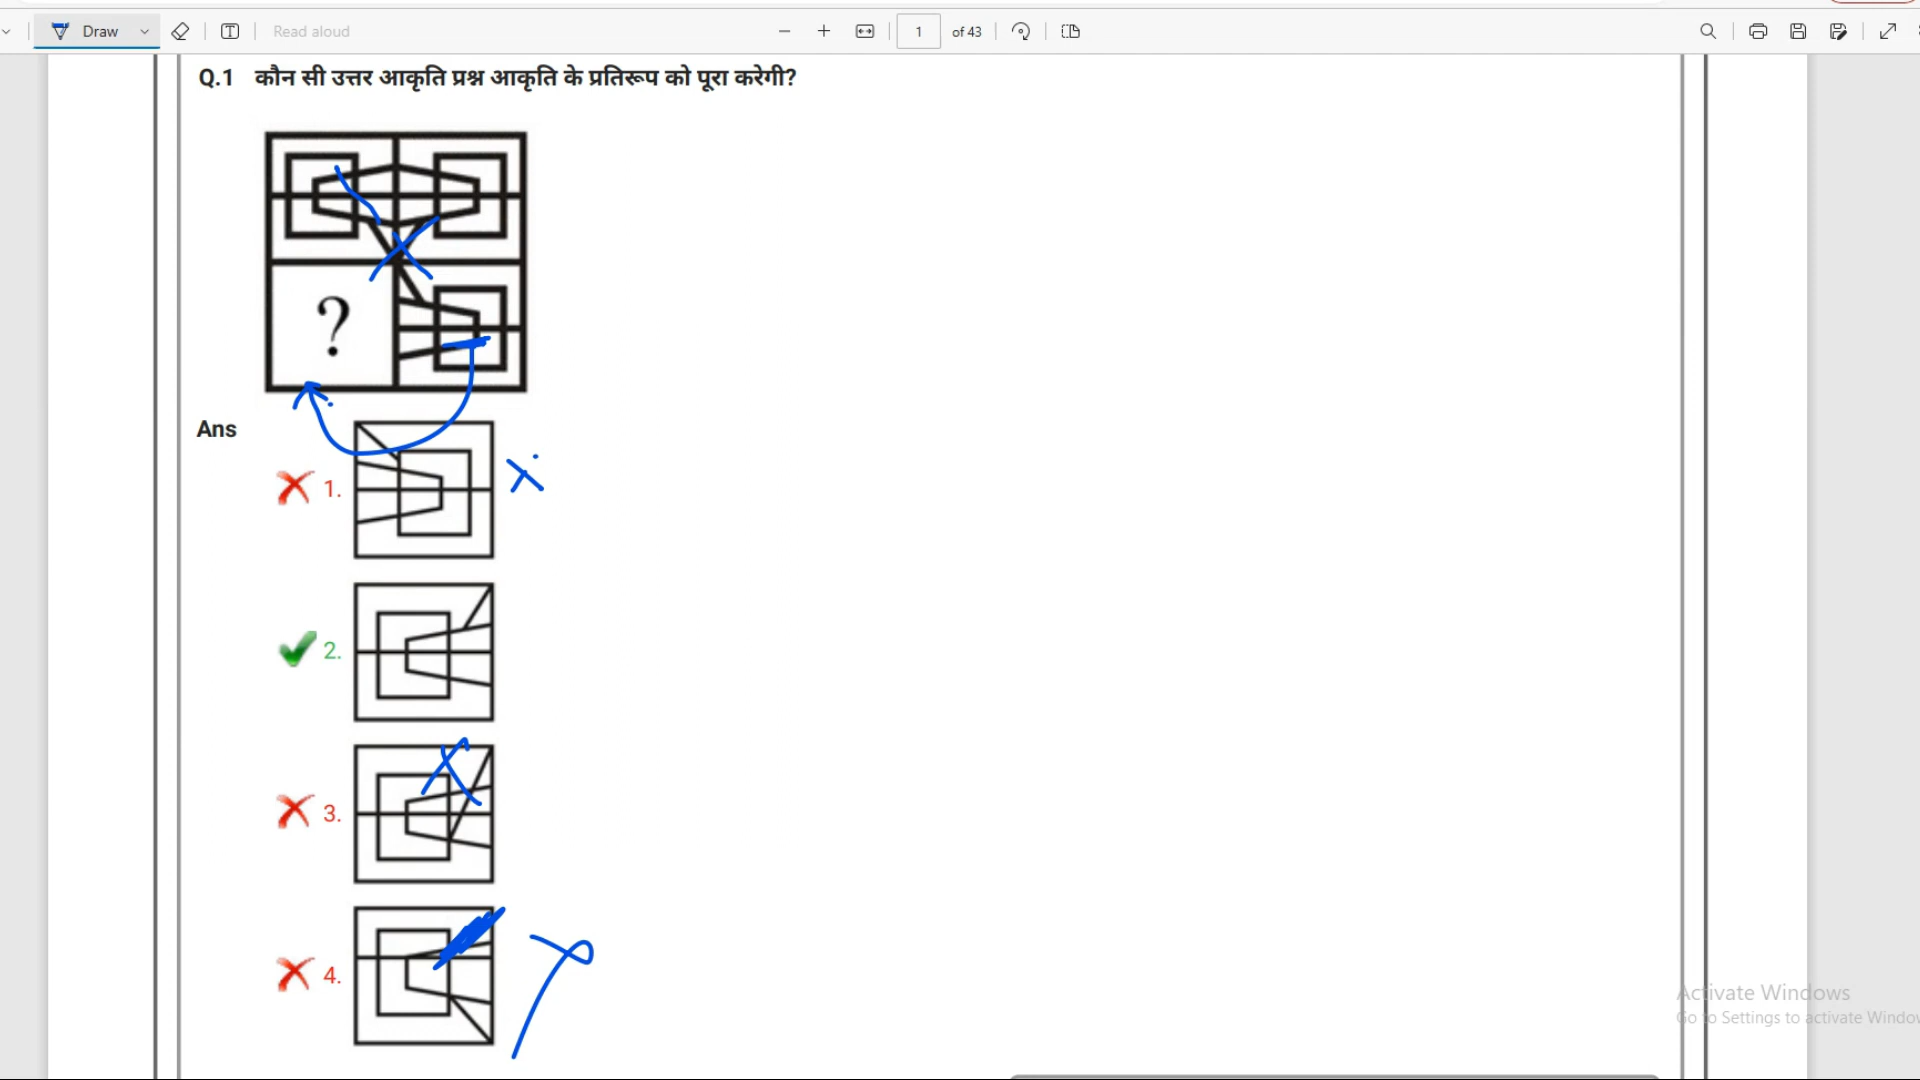 Draw
Read aloud
1 of 43
Q.1 कौन सी उत्तर आकृति प्रश्न आकृति के प्रतिरूप को पूरा करेगी?
?
Ans
1.
2.
3.
4.
Activate Windows
Go to Settings to activate Window